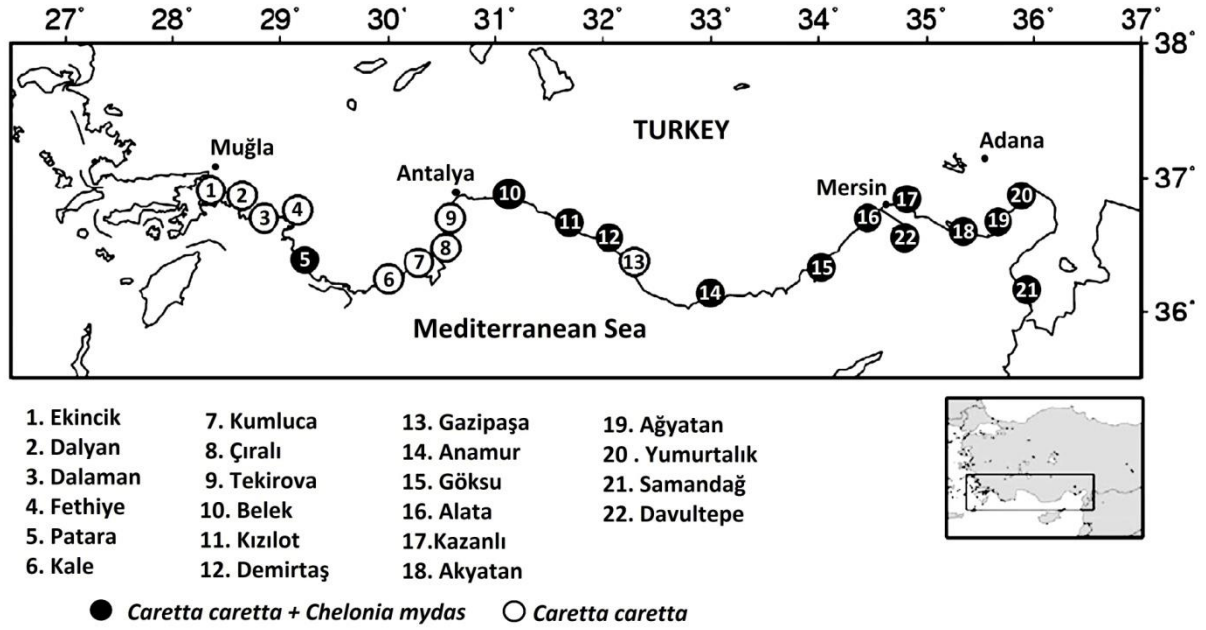 27° 28° 29° 30° 31° 32° 33° 34° 35° 36° 37°
38°
TURKEY
Muğla
Adana
Antalya
37°
Mersin
1
2
3
4
5
6
7
8
9
10
11
12
13
14
15
16
17
18
19
20
21
22
36°
Mediterranean Sea
1. Ekincik
2. Dalyan
3. Dalaman
4. Fethiye
5. Patara
6. Kale
7. Kumluca
8. Çıralı
9. Tekirova
10. Belek
11. Kızılot
12. Demirtaş
13. Gazipaşa
14. Anamur
15. Göksu
16. Alata
17.Kazanlı
18. Akyatan
19. Ağyatan
20 . Yumurtalık
21. Samandağ
22. Davultepe
Caretta caretta + Chelonia mydas
Caretta caretta